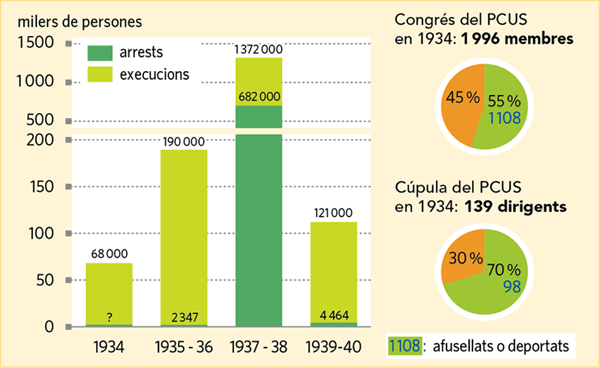 milers de persones
1500
1000
500
200
150
100
50
0
arrests
execucions
68 000
?
190 000
2 347
1 372 000
682 000
121 000
4 464
1934
1935 - 36
1937 - 38
1939-40
Congrés del PCUS
en 1934: 1 996 membres
45 %
55 %
1108
Cúpula del PCUS
en 1934: 139 dirigents
30 %
70 %
98
1108: afusellats o deportats